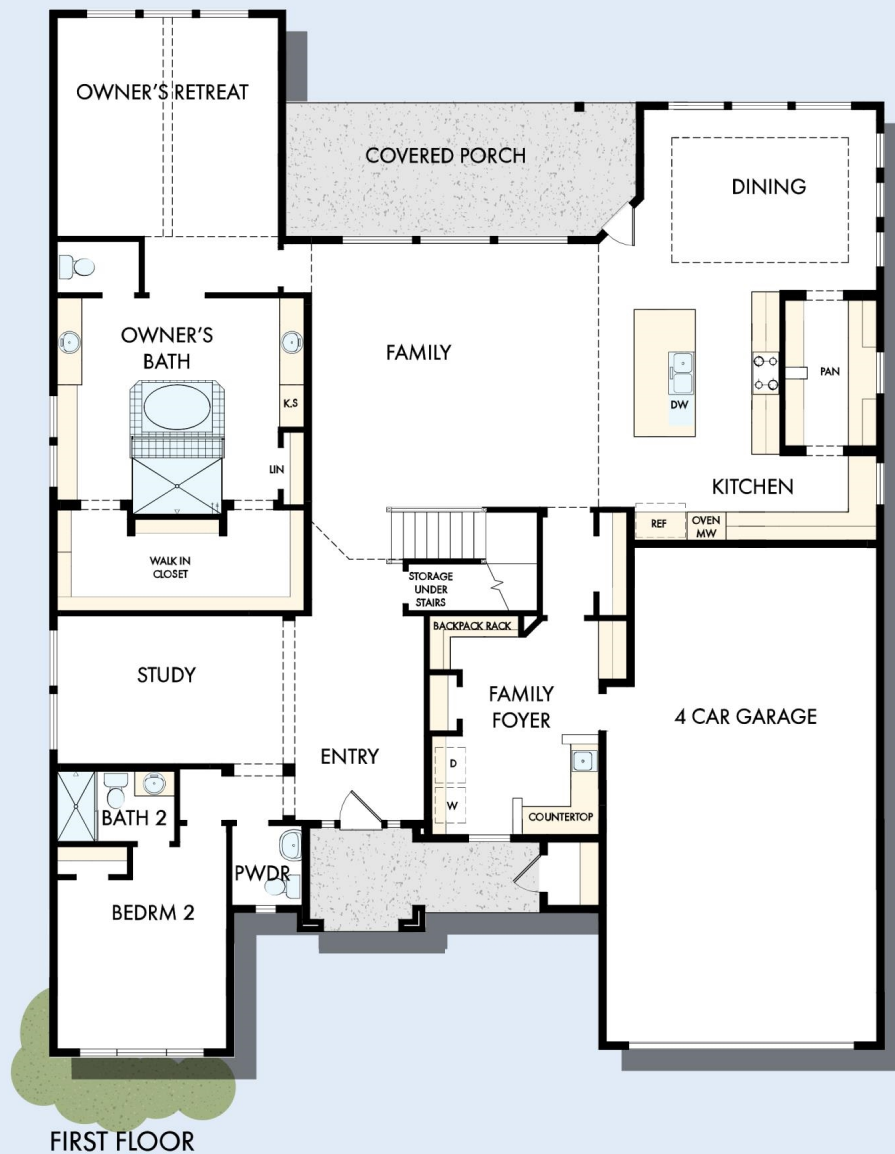 OWNER'S RETREAT
COVERED PORCH
DINING
OWNER'S
BATH
FAMILY
PAN
K.S
DW
LIN
KITCHEN
REF
OVEN
MW
WALK IN
CLOSET
STORAGE
UNDER
STAIRS
BACKPACK RACK
STUDY
FAMILY
FOYER
4 CAR GARAGE
ENTRY
D
W
BATH 2
COUNTERTOP
PWDR
BEDRM 2
FIRST FLOOR